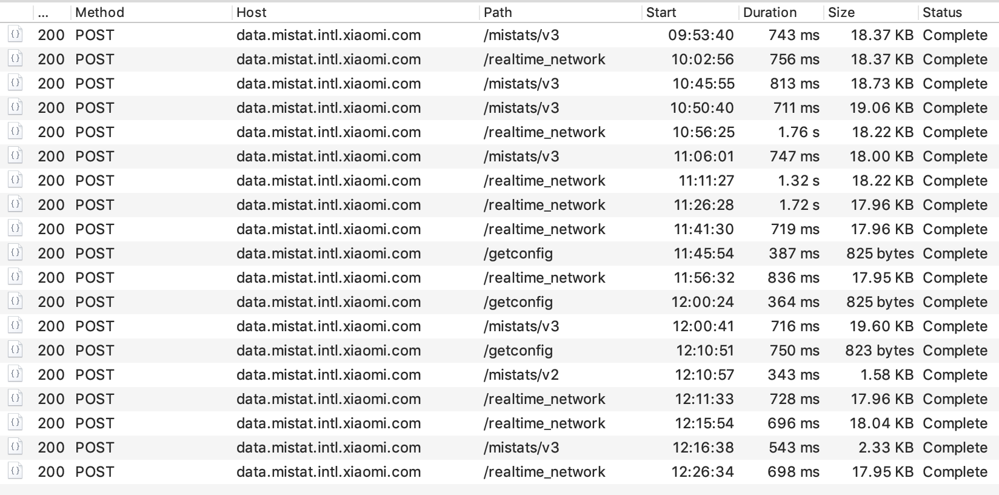 ... Method Host Path Start Duration Size Status
{} 200 POST data.mistat.intl.xiaomi.com /mistats/v3 09:53:40 743 ms 18.37 KB Complete
{} 200 POST data.mistat.intl.xiaomi.com /realtime_network 10:02:56 756 ms 18.37 KB Complete
{} 200 POST data.mistat.intl.xiaomi.com /mistats/v3 10:45:55 813 ms 18.73 KB Complete
{} 200 POST data.mistat.intl.xiaomi.com /mistats/v3 10:50:40 711 ms 19.06 KB Complete
{} 200 POST data.mistat.intl.xiaomi.com /realtime_network 10:56:25 1.76 s 18.22 KB Complete
{} 200 POST data.mistat.intl.xiaomi.com /mistats/v3 11:06:01 747 ms 18.00 KB Complete
{} 200 POST data.mistat.intl.xiaomi.com /realtime_network 11:11:27 1.32 s 18.22 KB Complete
{} 200 POST data.mistat.intl.xiaomi.com /realtime_network 11:26:28 1.72 s 17.96 KB Complete
{} 200 POST data.mistat.intl.xiaomi.com /realtime_network 11:41:30 719 ms 17.96 KB Complete
{} 200 POST data.mistat.intl.xiaomi.com /getconfig 11:45:54 387 ms 825 bytes Complete
{} 200 POST data.mistat.intl.xiaomi.com /realtime_network 11:56:32 836 ms 17.95 KB Complete
{} 200 POST data.mistat.intl.xiaomi.com /getconfig 12:00:24 364 ms 825 bytes Complete
{} 200 POST data.mistat.intl.xiaomi.com /mistats/v3 12:00:41 716 ms 19.60 KB Complete
{} 200 POST data.mistat.intl.xiaomi.com /getconfig 12:10:51 750 ms 823 bytes Complete
{} 200 POST data.mistat.intl.xiaomi.com /mistats/v2 12:10:57 343 ms 1.58 KB Complete
{} 200 POST data.mistat.intl.xiaomi.com /realtime_network 12:11:33 728 ms 17.96 KB Complete
{} 200 POST data.mistat.intl.xiaomi.com /realtime_network 12:15:54 696 ms 18.04 KB Complete
{} 200 POST data.mistat.intl.xiaomi.com /mistats/v3 12:16:38 543 ms 2.33 KB Complete
{} 200 POST data.mistat.intl.xiaomi.com /realtime_network 12:26:34 698 ms 17.95 KB Complete